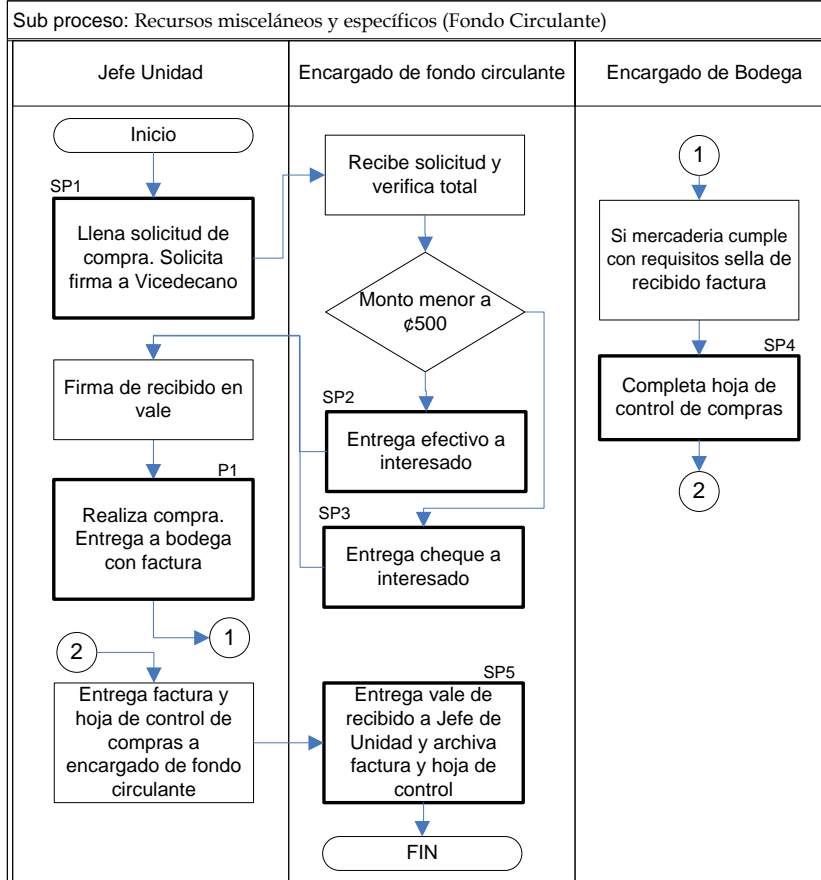 Sub proceso: Recursos misceláneos y específicos (Fondo Circulante)
Jefe Unidad
Encargado de fondo circulante
Encargado de Bodega
Inicio
SP1
Llena solicitud de
compra. Solicita
firma a Vicedecano
Recibe solicitud y
verifica total
Monto menor a
¢500
Firma de recibido en
vale
SP2
Entrega efectivo a
interesado
P1
Realiza compra.
Entrega a bodega
con factura
SP3
Entrega cheque a
interesado
1
2
Entrega factura y
hoja de control de
compras a
encargado de fondo
circulante
SP5
Entrega vale de
recibido a Jefe de
Unidad y archiva
factura y hoja de
control
FIN
1
Si mercaderia cumple
con requisitos sella de
recibido factura
SP4
Completa hoja de
control de compras
2